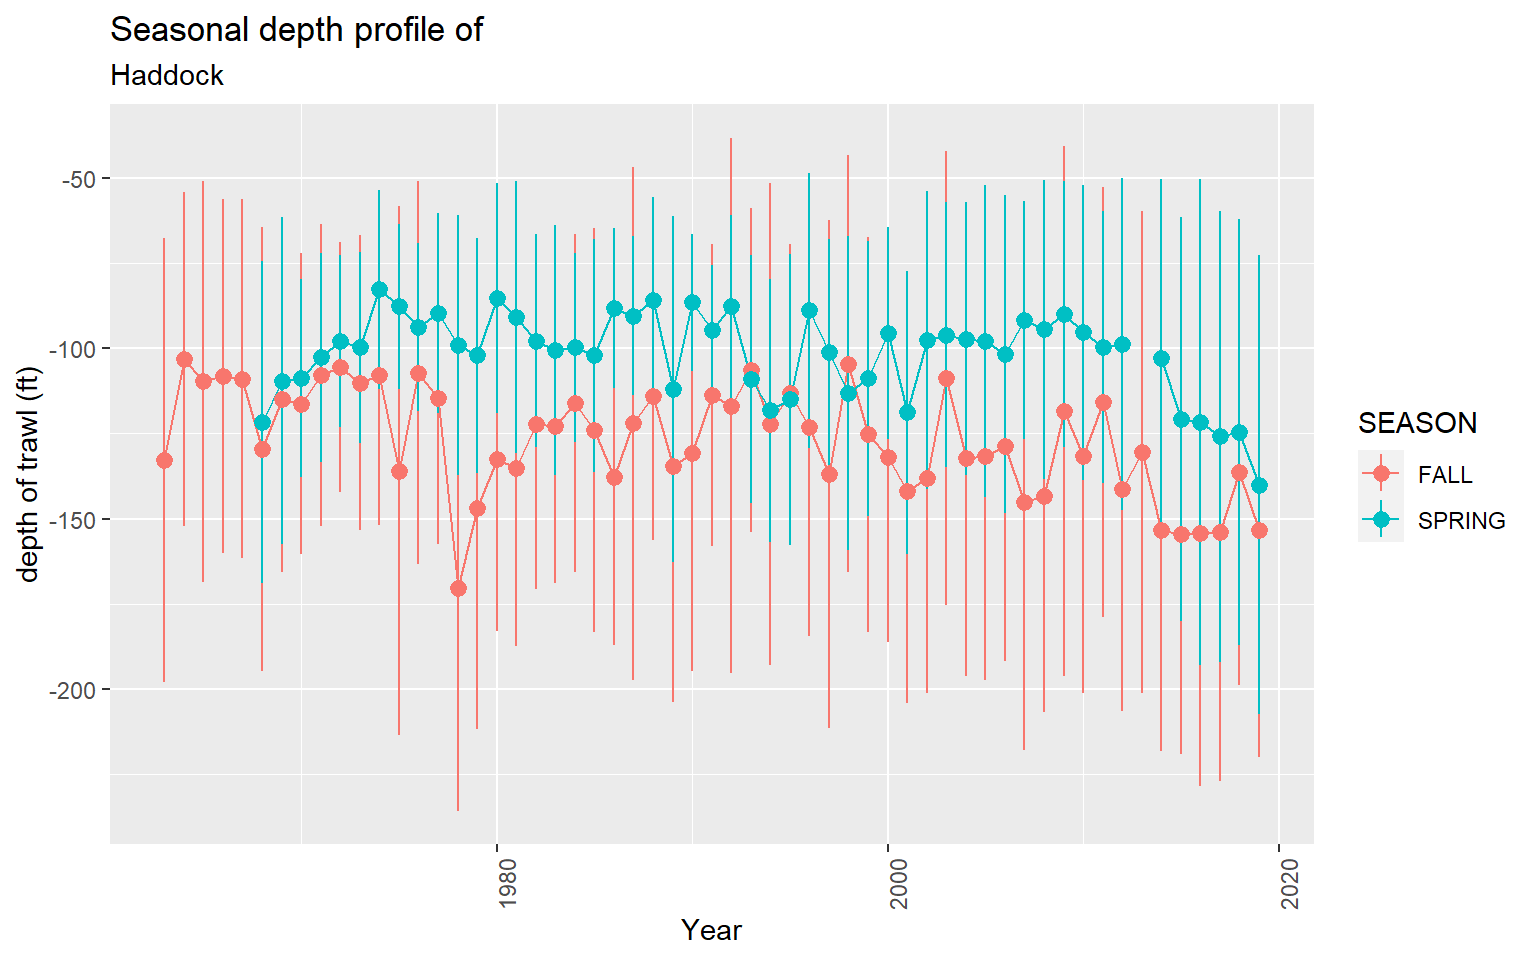 Seasonal depth profile of
Haddock
-50
-100
-150
-200
depth of trawl (ft)
1980
2000
2020
Year
SEASON
FALL
SPRING